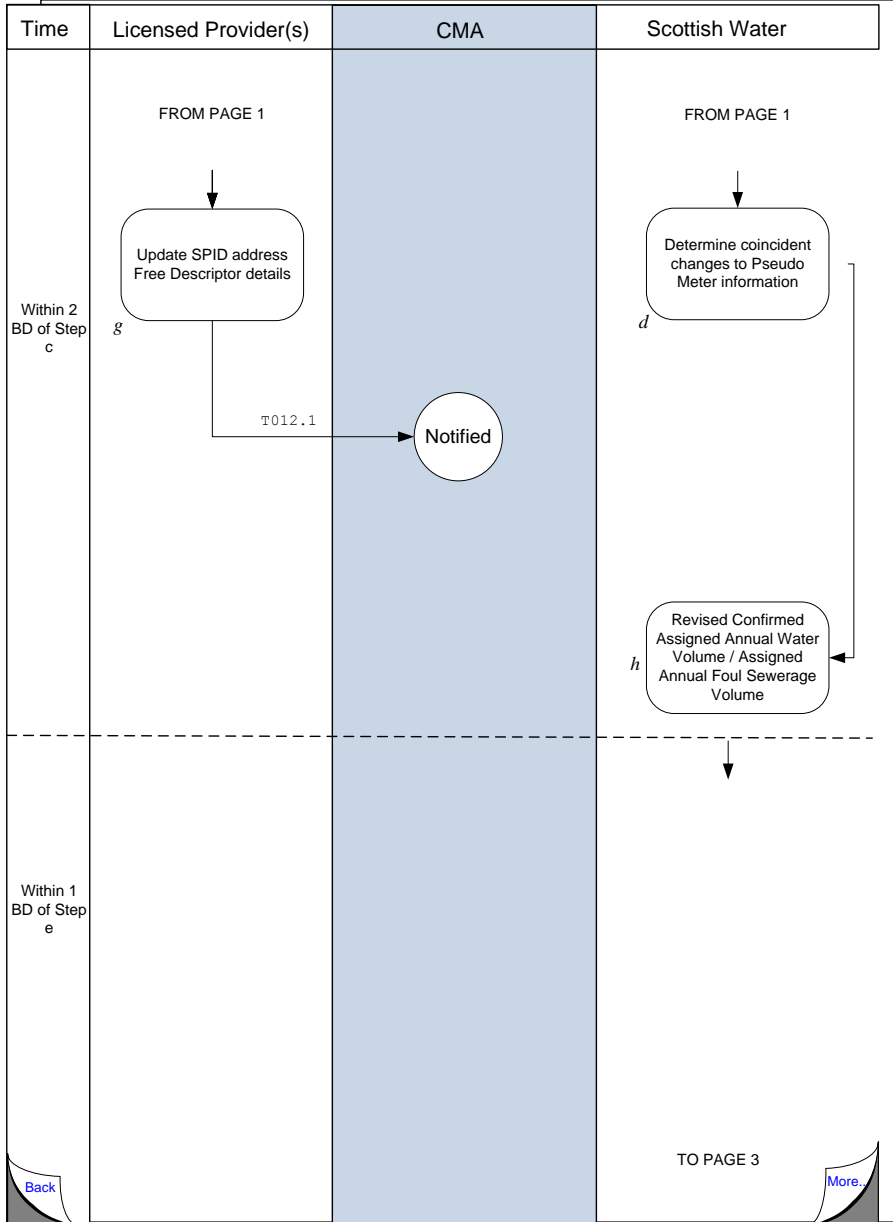 Time
Licensed Provider(s)
CMA
Scottish Water
FROM PAGE 1
FROM PAGE 1
Update SPID address
Free Descriptor details
g
Determine coincident
changes to Pseudo
Meter information
d
Within 2
BD of Step
c
T012.1
Notified
Revised Confirmed
Assigned Annual Water
Volume / Assigned
Annual Foul Sewerage
Volume
h
Within 1
BD of Step
e
TO PAGE 3
Back
More..